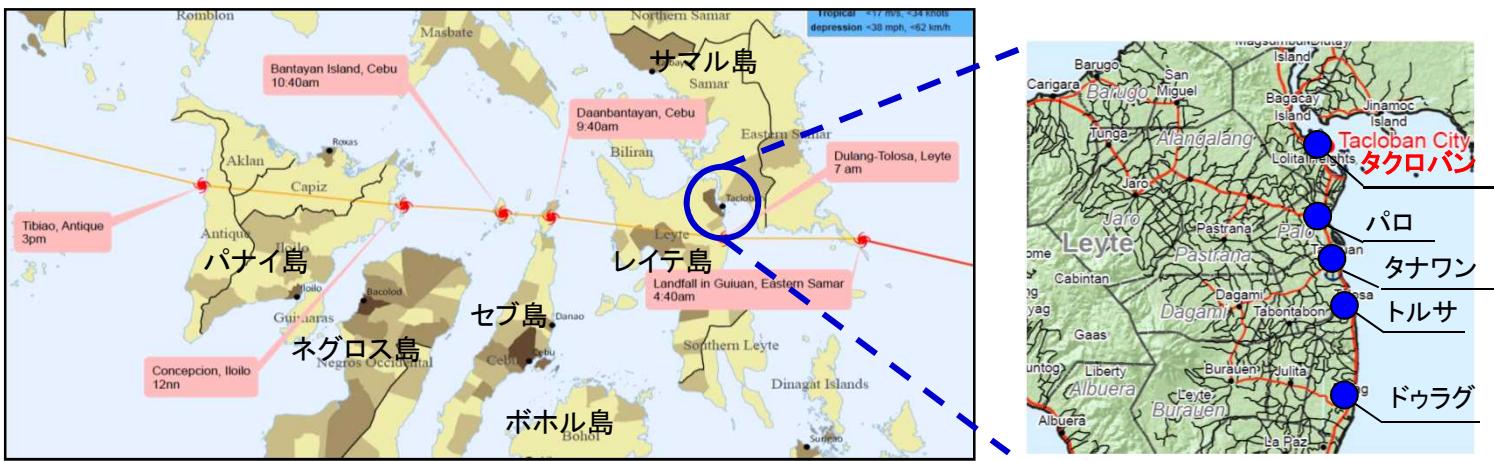 Romblon
Northern Samar
Tropical <17 m/s, <34 knots
depression <38 mph, <62 km/h
Masbate
サマル島
Samar
Bantayan Island, Cebu
10:40am
Daanbantayan, Cebu
9:40am
Eastern Samar
Biliran
Dulang-Tolosa, Leyte
7 am
Roxas
Aklan
Capiz
Tacloban
Tibiao, Antique
3pm
Antique
Iloilo
パナイ島
Iloilo
Guimaras
Leyte
レイテ島
Landfall in Guiuan, Eastern Samar
4:40am
Bacolod
セブ島
Danao
Cebu
Cebu
ネグロス島
Negros Occidental
Southern Leyte
Concepcion, Iloilo
12nn
Dinagat Islands
ボホル島
Bohol
Surigao
Island
Barugo
San
Miguel
Carigara
Barugo
Bagacay
Island
Jinamoc
Island
Tunga
Alangalang
Tacloban City
タクロバン
Jaro
Jaro
パロ
Palo
Leyte
Pastrana
Pastrana
タナワン
Cabintan
Dagami
Dagami
Tabontabon
トルサ
Gaas
Liberty
Albuera
Burauen
Julita
Leyte
Burauen
ドゥラグ
Albuera
La Paz